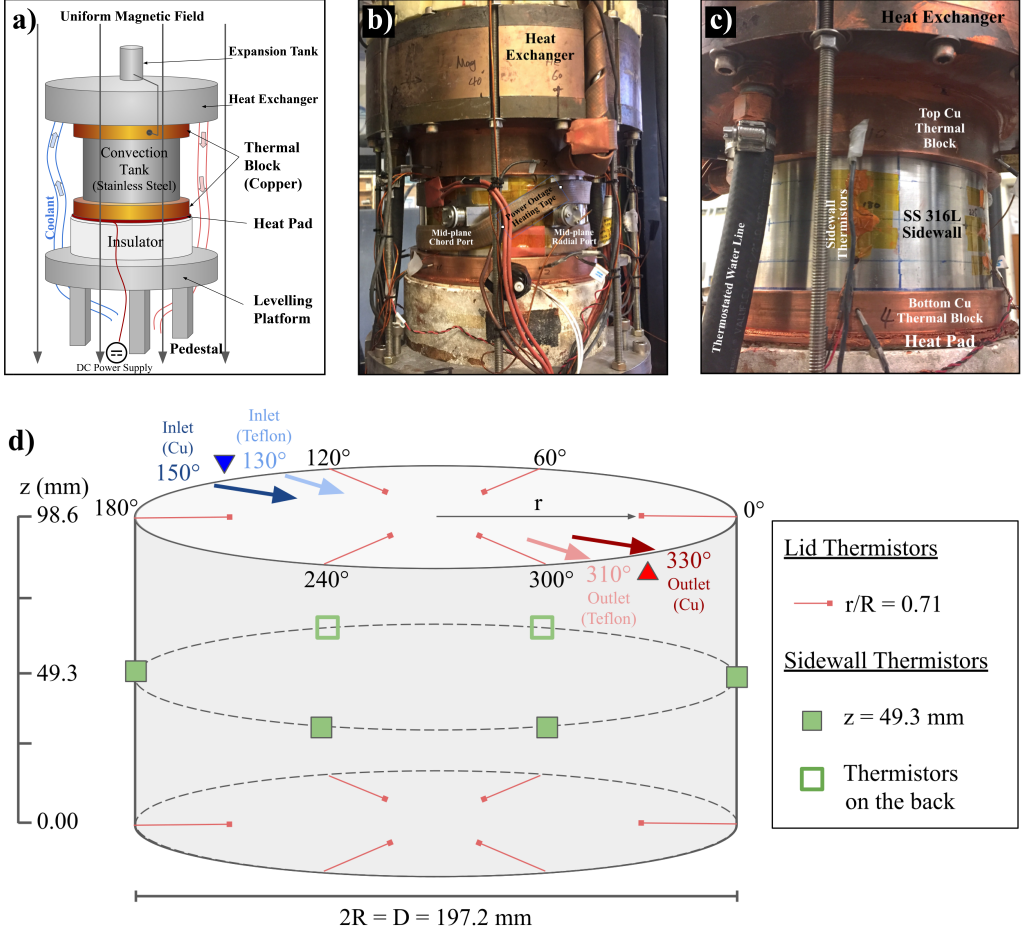 a)
Uniform Magnetic Field
Expansion Tank
Heat Exchanger
Convection
Tank
(Stainless Steel)
Thermal
Block
(Copper)
Coolant
Heat Pad
Insulator
Levelling
Platform
Pedestal
DC Power Supply
b)
Heat
Exchanger
Mag
40
60
Power Outage
Heating Tape
Mid-plane
Chord Port
Mid-plane
Radial Port
c)
Heat Exchanger
Top Cu
Thermal
Block
Thermostated Water Line
Sidewall
Thermistors
180
SS 316L
Sidewall
Bottom Cu
Thermal Block
4
Heat Pad
d)
Inlet
(Cu)
150°
Inlet
(Teflon)
130°
120°
60°
z (mm)
180°
0°
98.6
r
240°
300°
310°
Outlet
(Teflon)
330°
Outlet
(Cu)
49.3
0.00
2R = D = 197.2 mm
Lid Thermistors
r/R = 0.71
Sidewall Thermistors
z = 49.3 mm
Thermistors
on the back